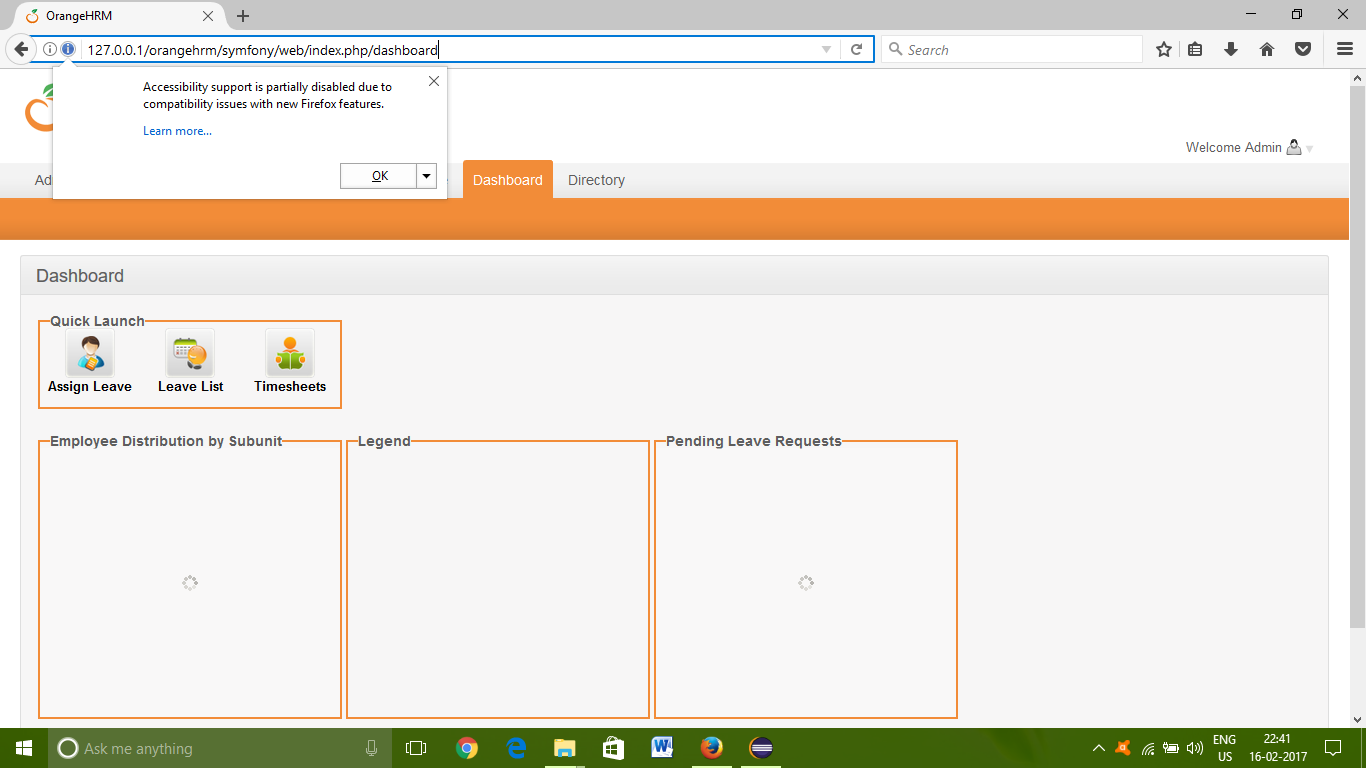 OrangeHRM
127.0.0.1/orangehrm/symfony/web/index.php/dashboard
Search
Accessibility support is partially disabled due to
compatibility issues with new Firefox features.
Learn more...
OK
Welcome Admin
Ad
Dashboard
Directory
Dashboard
Quick Launch
Assign Leave
Leave List
Timesheets
Employee Distribution by Subunit
Legend
Pending Leave Requests
Ask me anything
ENG
US
22:41
16-02-2017